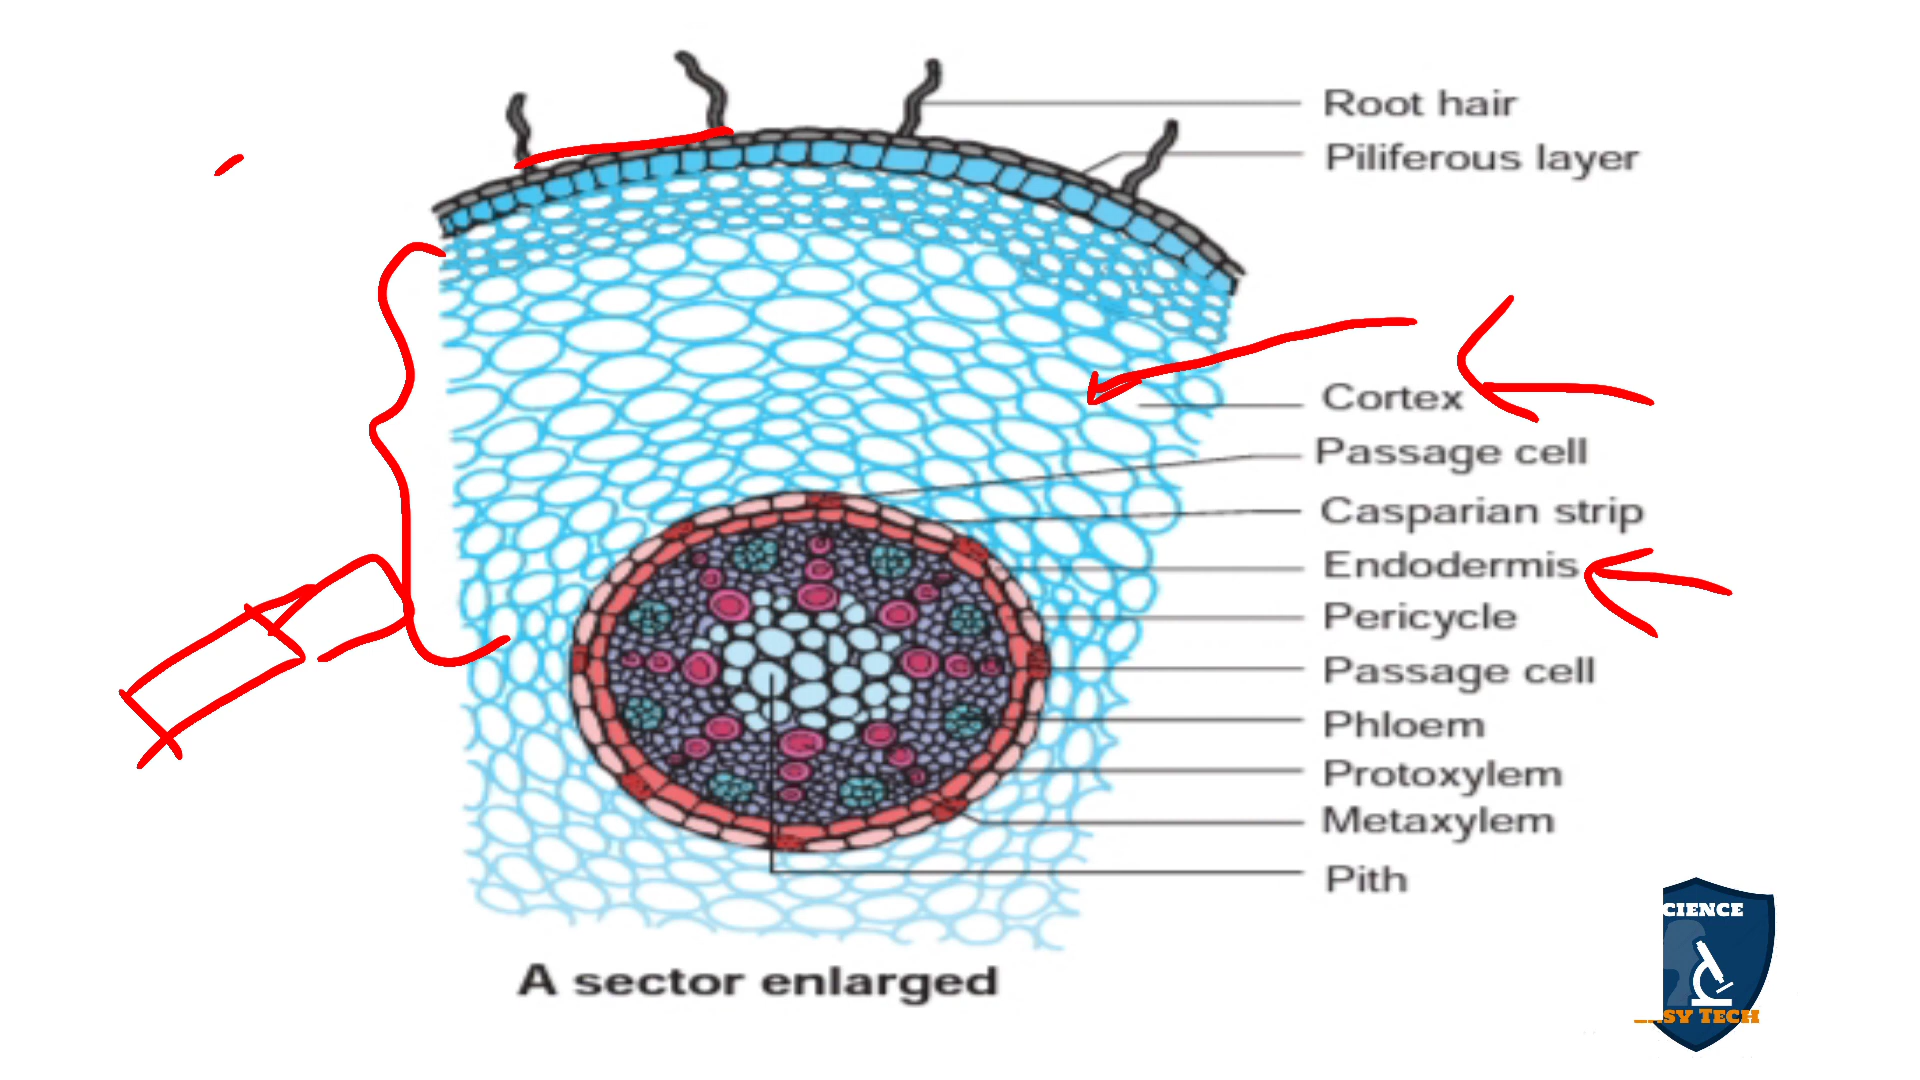 Root hair
Piliferous layer
Cortex
Passage cell
Casparian strip
Endodermis
Pericycle
Passage cell
Phloem
Protoxylem
Metaxylem
Pith
A sector enlarged
CIENCE
SY TECH